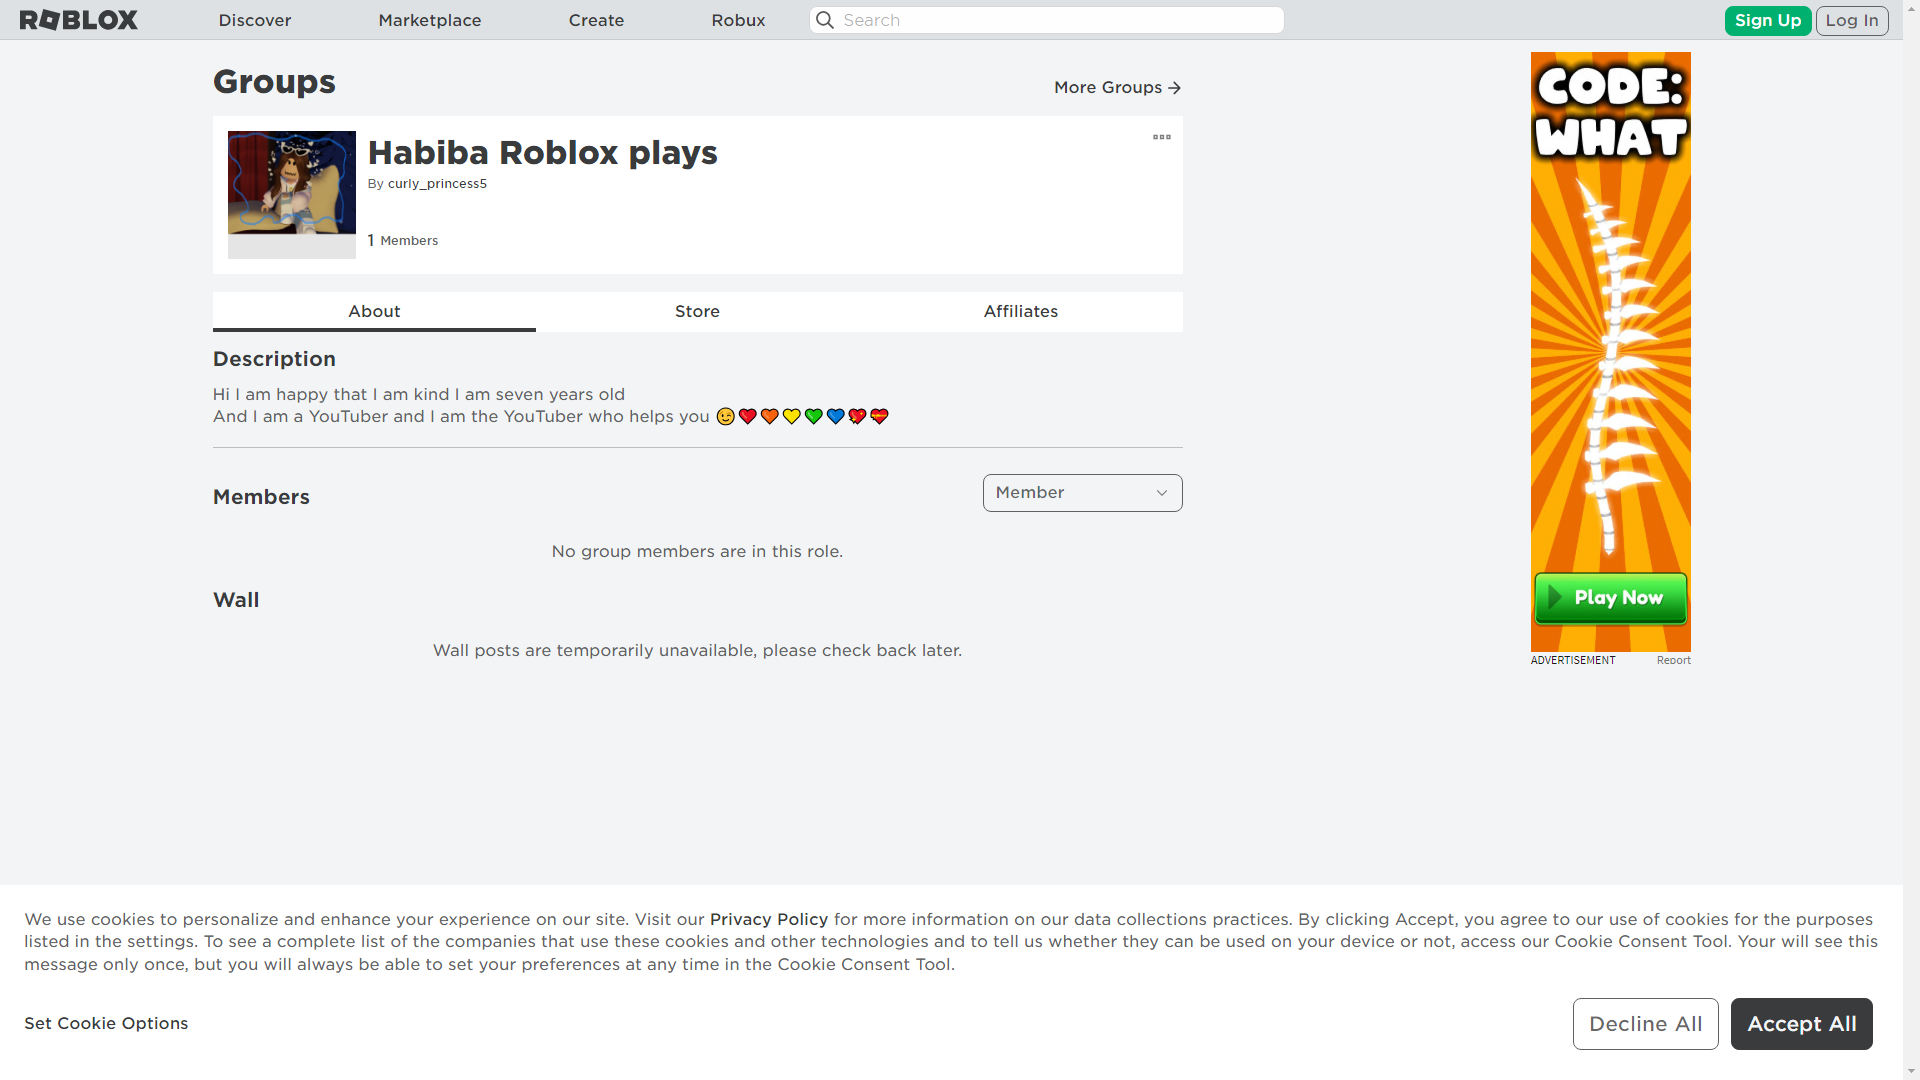 ROBLOX
Discover
Marketplace
Create
Robux
Search
Sign Up
Log In
Groups
More Groups
Habiba Roblox plays
By curly_princess5
1 Members
About
Store
Affiliates
Description
Hi I am happy that I am kind I am seven years old
And I am a YouTuber and I am the YouTuber who helps you 😉❤️🧡💛💚💙💖💝
Members
Member
No group members are in this role.
Wall
Wall posts are temporarily unavailable, please check back later.
CODE:
WHAT
Play Now
ADVERTISEMENT
Report
We use cookies to personalize and enhance your experience on our site. Visit our Privacy Policy for more information on our data collections practices. By clicking Accept, you agree to our use of cookies for the purposes
listed in the settings. To see a complete list of the companies that use these cookies and other technologies and to tell us whether they can be used on your device or not, access our Cookie Consent Tool. Your will see this
message only once, but you will always be able to set your preferences at any time in the Cookie Consent Tool.
Set Cookie Options
Decline All
Accept All